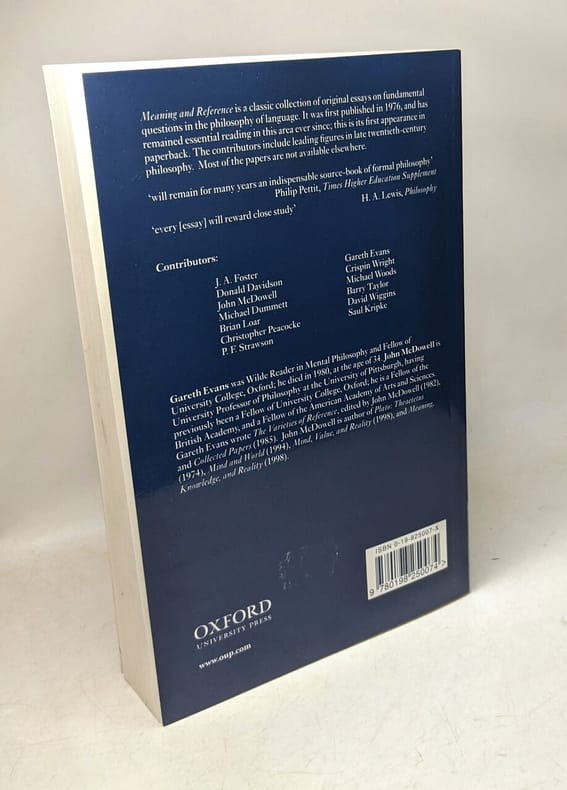 Meaning and Reference is a classic collection of original essays on fundamental
questions in the philosophy of language. It was first published in 1976, and has
remained essential reading in this area ever since; this is its first appearance in
paperback. The contributors include leading figures in late twentieth-century
philosophy. Most of the papers are not available elsewhere.
'will remain for many years an indispensable source-book of formal philosophy'
Philip Pettit, Times Higher Education Supplement
'every [essay] will reward close study'
H. A. Lewis, Philosophy
Contributors:
J. A. Foster
Donald Davidson
John McDowell
Michael Dummett
Brian Loar
Christopher Peacocke
P. F. Strawson
Gareth Evans
Crispin Wright
Michael Woods
Barry Taylor
David Wiggins
Saul Kripke
Gareth Evans was Wilde Reader in Mental Philosophy and Fellow of
University College, Oxford; he died in 1980, at the age of 34. John McDowell is
University Professor of Philosophy at the University of Pittsburgh, having
previously been a Fellow of University College, Oxford; he is a Fellow of the
British Academy, and a Fellow of the American Academy of Arts and Sciences.
Gareth Evans wrote The Varieties of Reference, edited by John McDowell (1982),
and Collected Papers (1985). John McDowell is author of Plato: Theaetetus
(1974), Mind and World (1994), Mind, Value, and Reality (1998), and Meaning,
Knowledge, and Reality (1998).
ISBN 0-19-825007-X
9 780198 250074 >
OXFORD
UNIVERSITY PRESS
www.oup.com